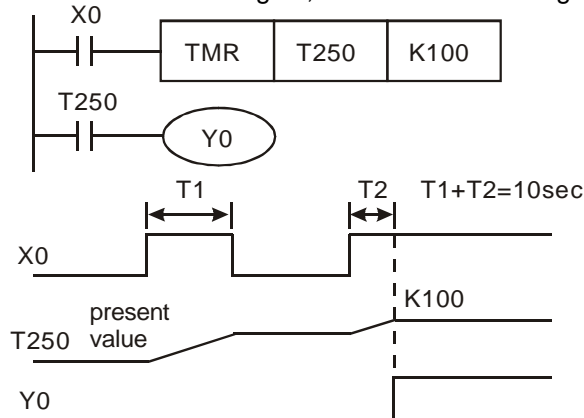 X0
TMR T250 K100
T250
Y0
T1 T2 T1+T2=10sec
X0
K100
present
T250 value
Y0